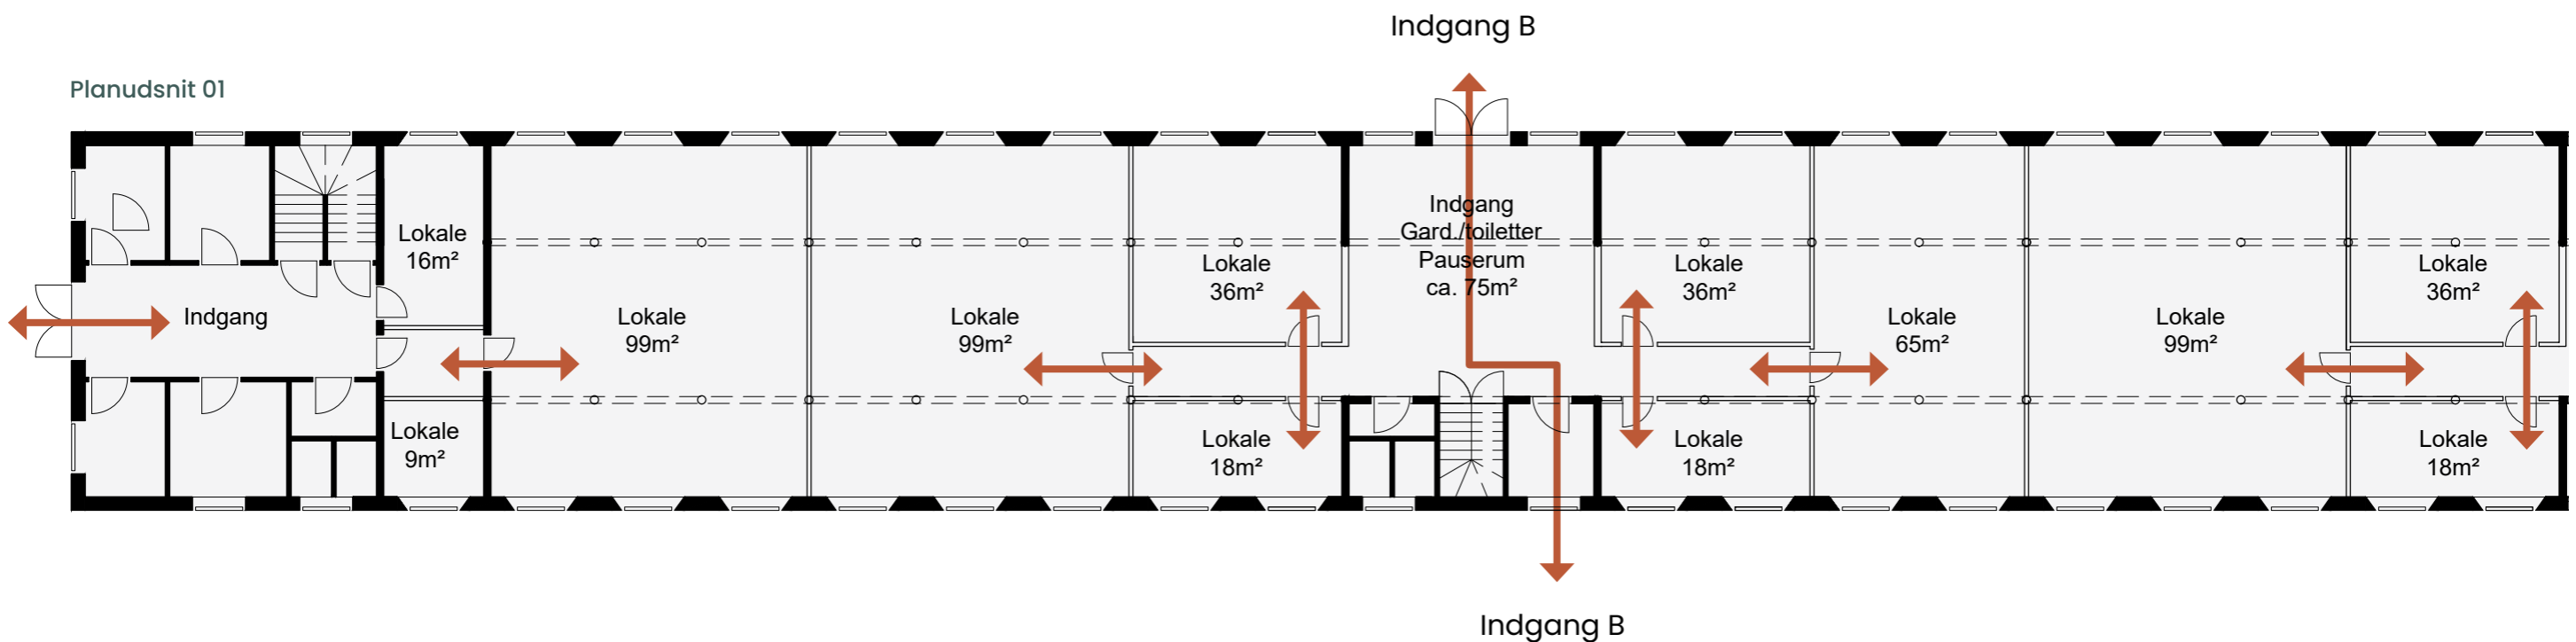 Indgang B
Planudsnit 01
Indgang
Lokale
16m²
Lokale
9m²
Lokale
99m²
Lokale
99m²
Lokale
36m²
Lokale
18m²
Indgang
Gard./toiletter
Pauserum
ca. 75m²
Lokale
36m²
Lokale
18m²
Lokale
65m²
Lokale
99m²
Lokale
36m²
Lokale
18m²
Indgang B